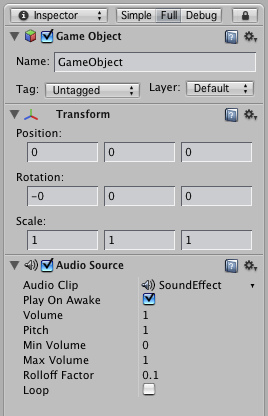 Inspector Simple Full Debug
Game Object
Name: GameObject
Tag: Untagged Layer: Default
Transform
Position:
0 0 0
Rotation:
-0 0 0
Scale:
1 1 1
Audio Source
Audio Clip SoundEffect
Play On Awake
Volume 1
Pitch 1
Min Volume 0
Max Volume 1
Rolloff Factor 0.1
Loop